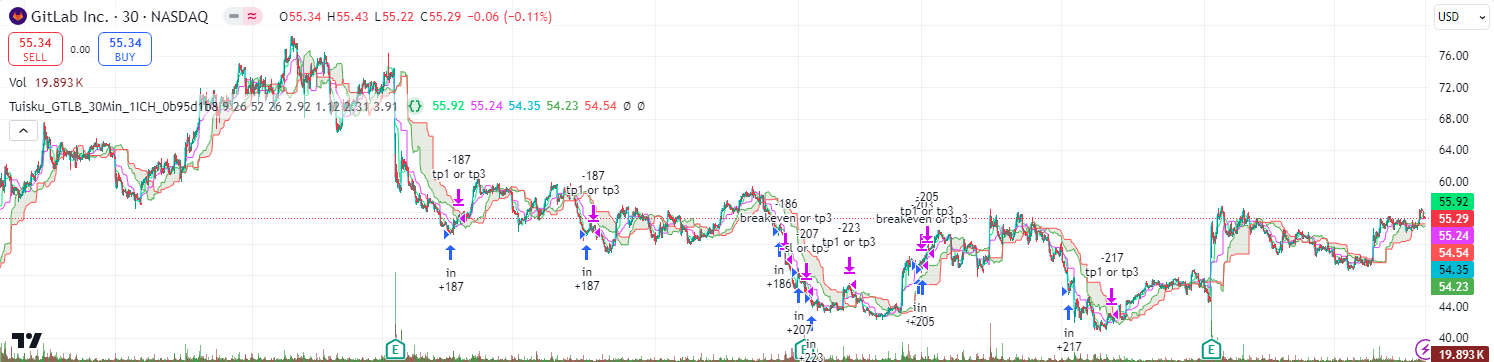 GitLab Inc. · 30 · NASDAQ
O55.34 H55.43 L55.22 C55.29 −0.06 (−0.11%)
USD
55.34
SELL
0.00
55.34
BUY
Vol 19.893 K
Tuisku_GTLB_30Min_1ICH_0b95d1b8 9 26 52 26 2.92 1.12 2.31 3.91
55.92 55.24 54.35 54.23 54.54 Ø Ø
76.00
72.00
68.00
64.00
60.00
55.92
55.29
55.24
54.54
54.35
54.23
44.00
40.00
19.893 K
-187
tp1 or tp3
in
+187
-187
tp1 or tp3
in
+187
-186
breakeven or tp3
in
+186
-207
sl or tp3
in
+207
-223
tp1 or tp3
in
+223
-205
tp1 or tp3
breakeven or tp3
in
+205
-217
tp1 or tp3
in
+217
E
E
E